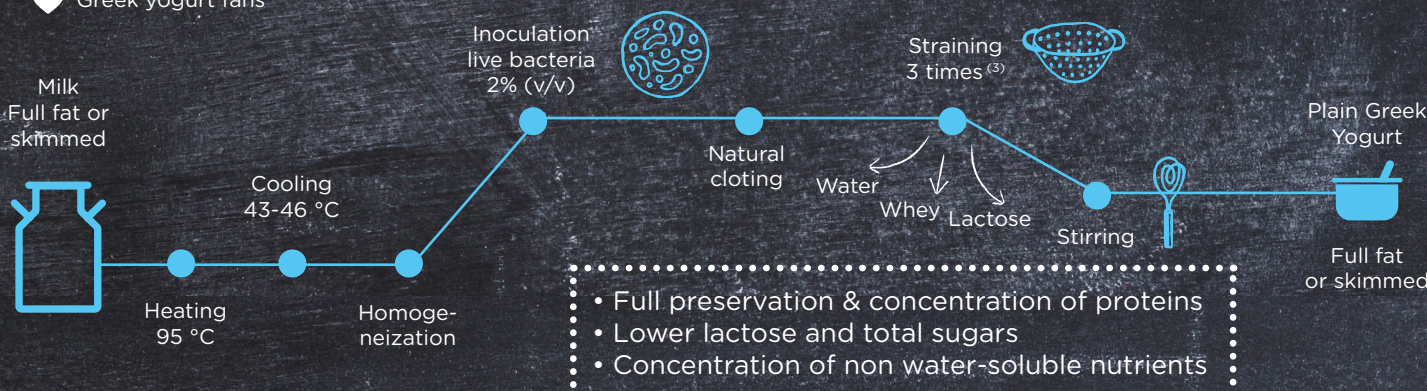 Greek yogurt fans
Milk
Full fat or
skimmed
Heating
95 °C
Cooling
43-46 °C
Homoge-
neization
Inoculation
live bacteria
2% (v/v)
Natural
cloting
Straining
3 times (3)
Water
Whey
Lactose
Stirring
Plain Greek
Yogurt
Full fat
or skimmed
• Full preservation & concentration of proteins
• Lower lactose and total sugars
• Concentration of non water-soluble nutrients